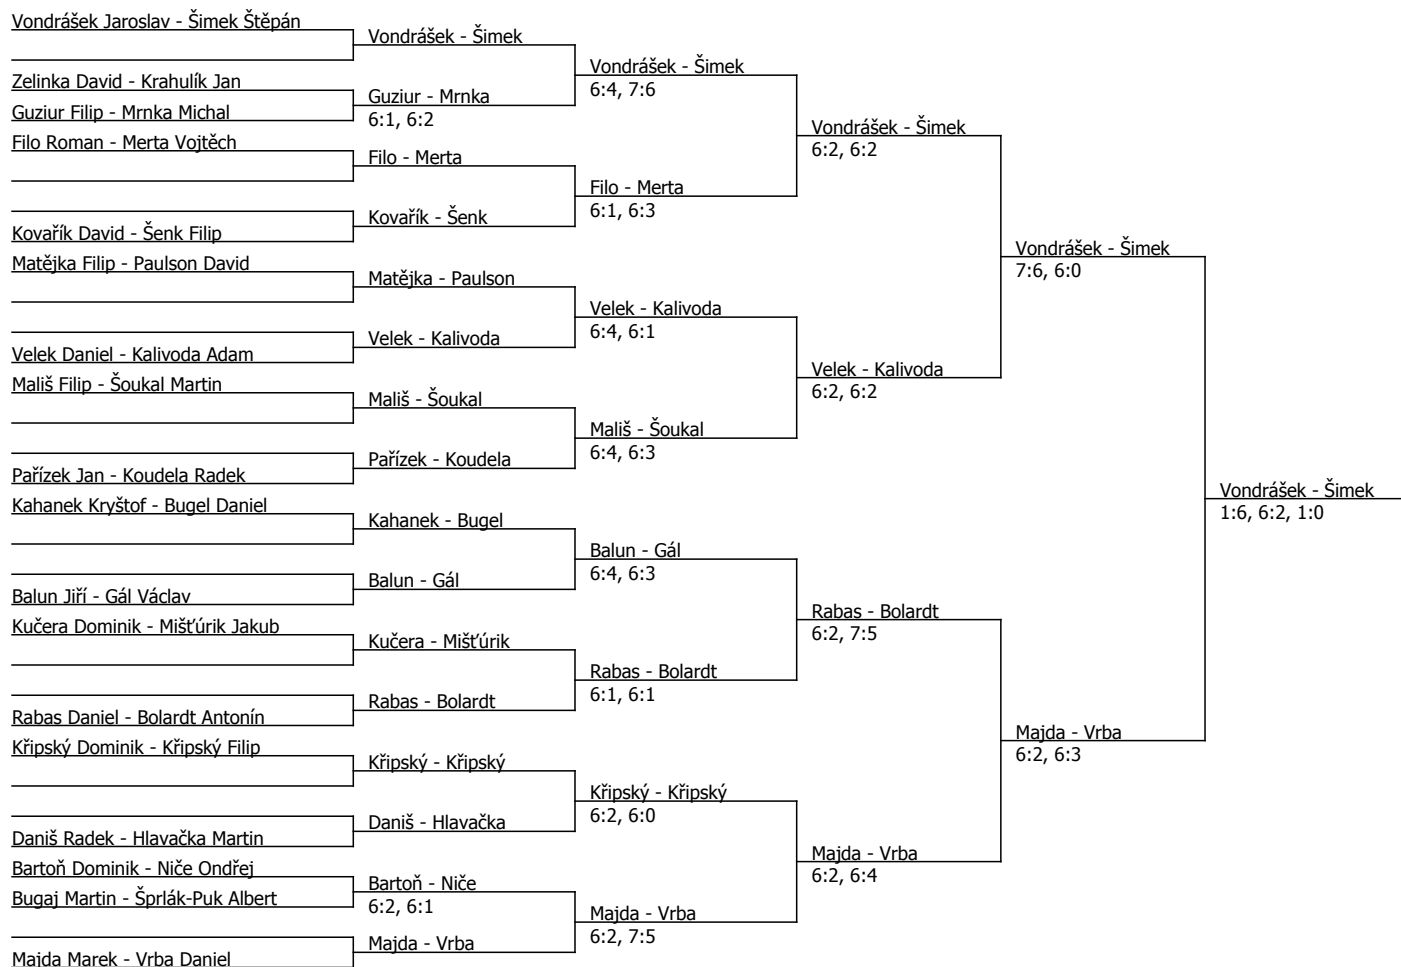 Vondrášek Jaroslav - Šimek Štěpán
Zelinka David - Krahulík Jan
Guziur Filip - Mrnka Michal
Filo Roman - Merta Vojtěch
Kovařík David - Šenk Filip
Matějka Filip - Paulson David
Velek Daniel - Kalivoda Adam
Mališ Filip - Šoukal Martin
Pařízek Jan - Koudela Radek
Kahanek Kryštof - Bugel Daniel
Balun Jiří - Gál Václav
Kučera Dominik - Mišťúrik Jakub
Rabas Daniel - Bolardt Antonín
Křipský Dominik - Křipský Filip
Daniš Radek - Hlavačka Martin
Bartoň Dominik - Niče Ondřej
Bugaj Martin - Šprlák-Puk Albert
Majda Marek - Vrba Daniel
Vondrášek - Šimek
Guziur - Mrnka
6:1, 6:2
Filo - Merta
Kovařík - Šenk
Matějka - Paulson
Velek - Kalivoda
Mališ - Šoukal
Pařízek - Koudela
Kahanek - Bugel
Balun - Gál
Kučera - Mišťúrik
Rabas - Bolardt
Křipský - Křipský
Daniš - Hlavačka
Bartoň - Niče
6:2, 6:1
Majda - Vrba
Vondrášek - Šimek
6:4, 7:6
Filo - Merta
6:1, 6:3
Velek - Kalivoda
6:4, 6:1
Mališ - Šoukal
6:4, 6:3
Balun - Gál
6:4, 6:3
Rabas - Bolardt
6:1, 6:1
Křipský - Křipský
6:2, 6:0
Majda - Vrba
6:2, 7:5
Vondrášek - Šimek
6:2, 6:2
Velek - Kalivoda
6:2, 6:2
Rabas - Bolardt
6:2, 7:5
Majda - Vrba
6:2, 6:4
Vondrášek - Šimek
7:6, 6:0
Majda - Vrba
6:2, 6:3
Vondrášek - Šimek
1:6, 6:2, 1:0